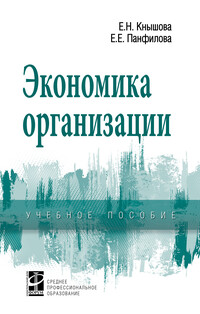 Е.Н. Кнышова
Е.Е. Панфилова
Экономика
организации
УЧЕБНОЕ ПОСОБИЕ
СРЕДНЕЕ
ПРОФЕССИОНАЛЬНОЕ
ОБРАЗОВАНИЕ